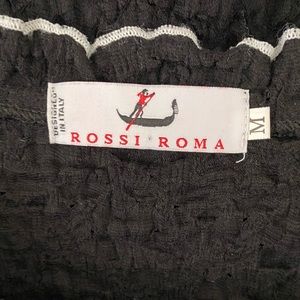 DESIGNED
IN ITALY
ROSSI ROMA
M